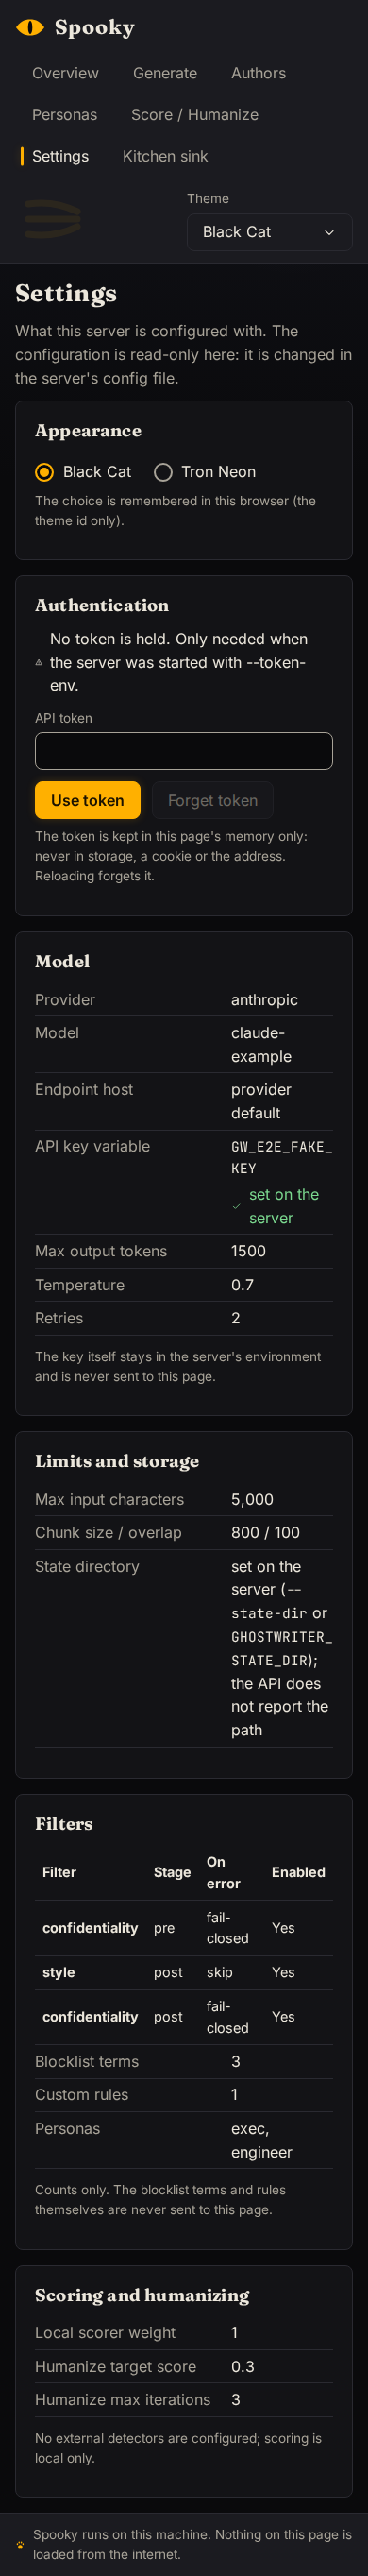 Spooky
Overview Generate Authors
Personas Score / Humanize
Settings Kitchen sink
Theme
Black Cat
Settings
What this server is configured with. The
configuration is read-only here: it is changed in
the server's config file.
Appearance
Black Cat Tron Neon
The choice is remembered in this browser (the
theme id only).
Authentication
No token is held. Only needed when
the server was started with --token-
env.
API token
Use token Forget token
The token is kept in this page's memory only:
never in storage, a cookie or the address.
Reloading forgets it.
Model
Provider anthropic
Model claude-
example
Endpoint host provider
default
API key variable GW_E2E_FAKE_
KEY
set on the
server
Max output tokens 1500
Temperature 0.7
Retries 2
The key itself stays in the server's environment
and is never sent to this page.
Limits and storage
Max input characters 5,000
Chunk size / overlap 800 / 100
State directory set on the
server (--
state-dir or
GHOSTWRITER_
STATE_DIR);
the API does
not report the
path
Filters
Filter Stage On error Enabled
confidentiality pre fail-
closed Yes
style post skip Yes
confidentiality post fail-
closed Yes
Blocklist terms 3
Custom rules 1
Personas exec,
engineer
Counts only. The blocklist terms and rules
themselves are never sent to this page.
Scoring and humanizing
Local scorer weight 1
Humanize target score 0.3
Humanize max iterations 3
No external detectors are configured; scoring is
local only.
Spooky runs on this machine. Nothing on this page is
loaded from the internet.